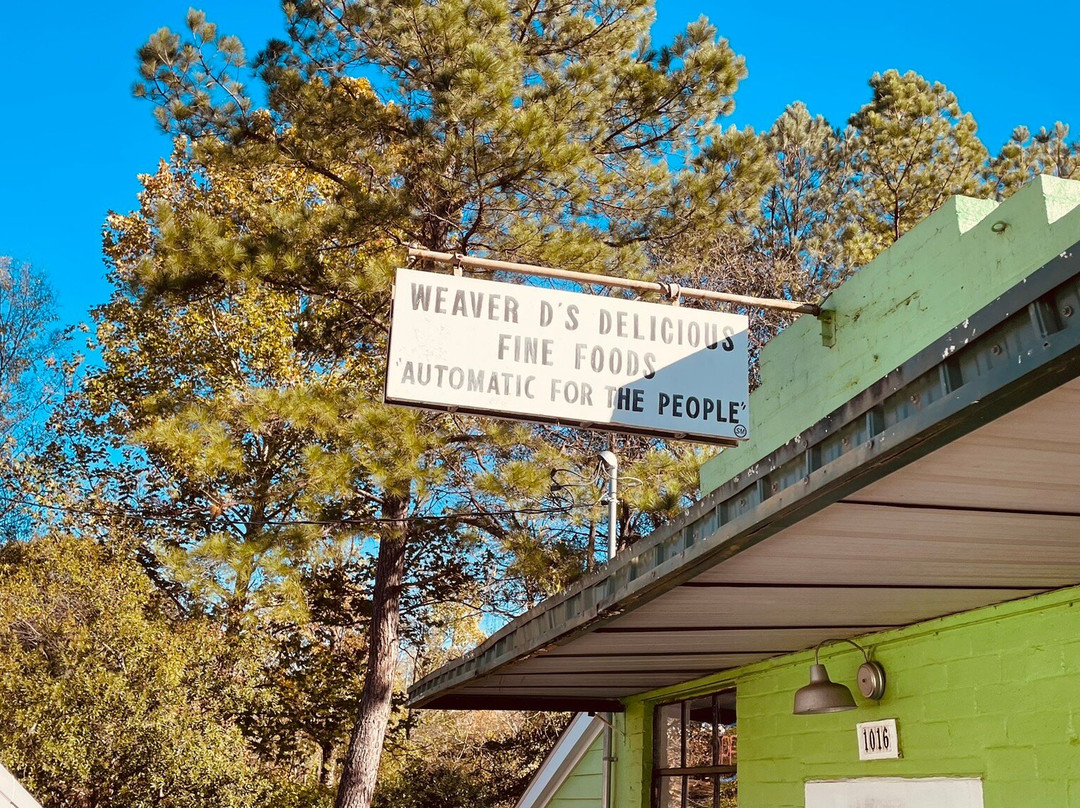 WEAVER D'S DELICIOUS
FINE FOODS
'AUTOMATIC FOR THE PEOPLE'
SM
1016